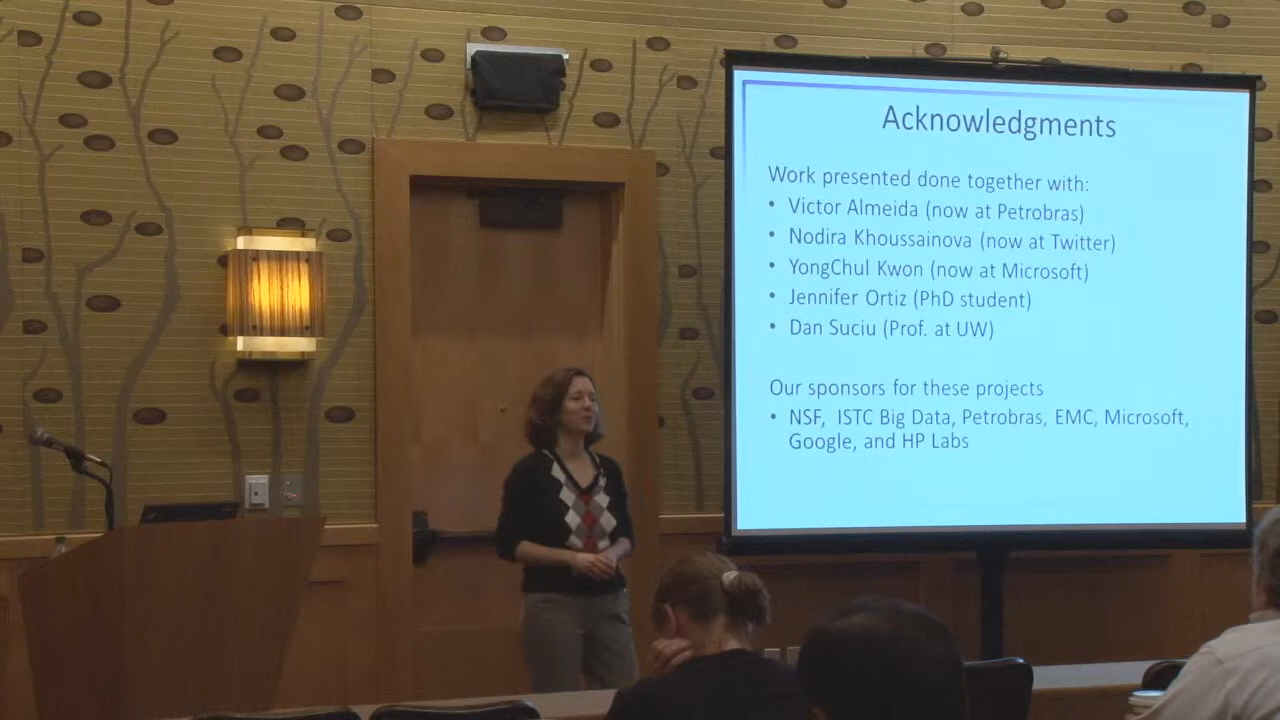 Acknowledgments
Work presented done together with:
• Victor Almeida (now at Petrobras)
• Nodira Khoussainova (now at Twitter)
• YongChul Kwon (now at Microsoft)
• Jennifer Ortiz (PhD student)
• Dan Suciu (Prof. at UW)
Our sponsors for these projects
• NSF, ISTC Big Data, Petrobras, EMC, Microsoft,
Google, and HP Labs